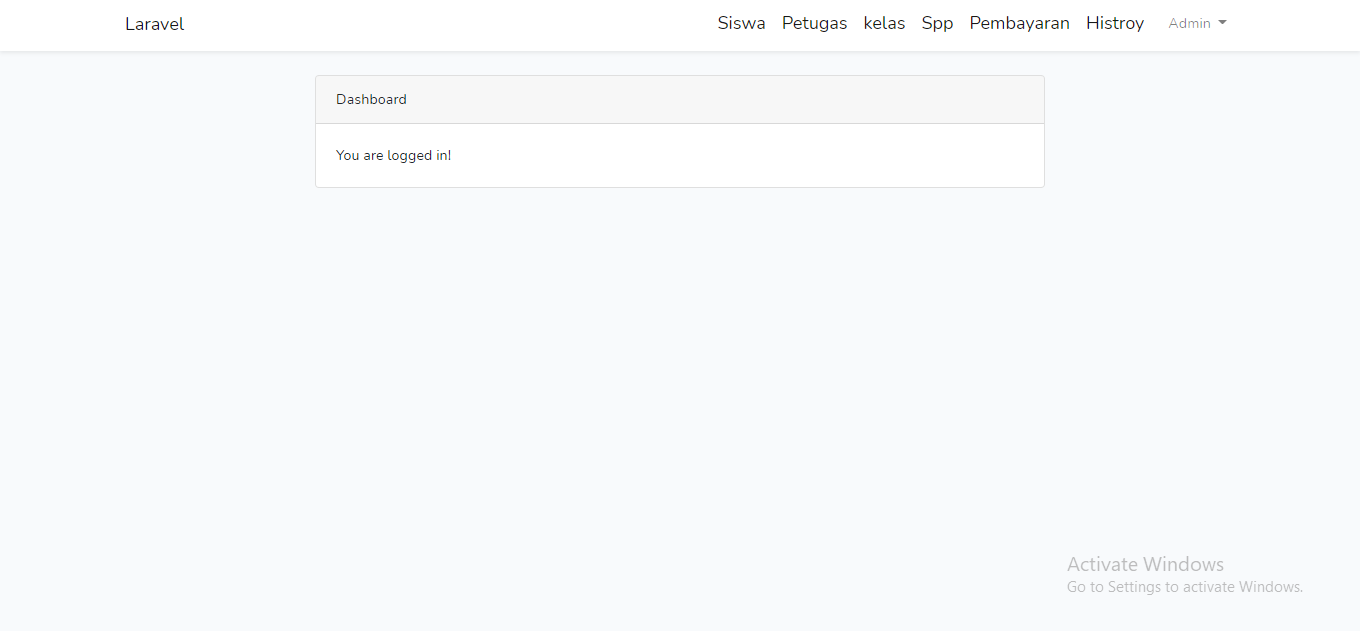 Laravel Siswa Petugas kelas Spp Pembayaran Histroy Admin
Dashboard
You are logged in!
Activate Windows
Go to Settings to activate Windows.